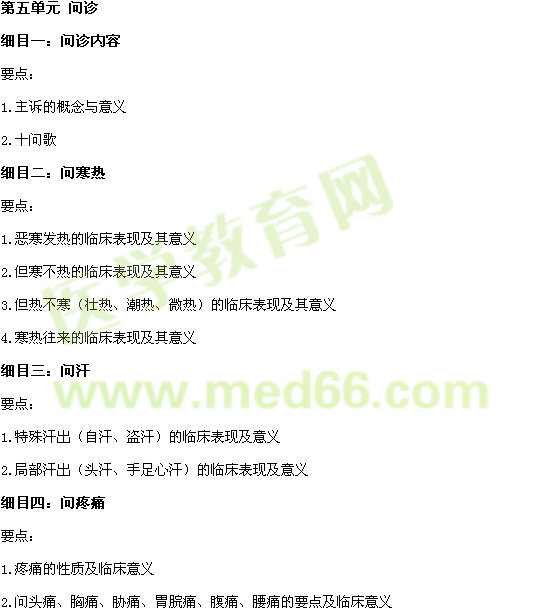 第五单元 问诊
细目一：问诊内容
要点：
1.主诉的概念与意义
2.十问歌
细目二：问寒热
要点：
1.恶寒发热的临床表现及其意义
2.但寒不热的临床表现及其意义
3.但热不寒（壮热、潮热、微热）的临床表现及其意义
4.寒热往来的临床表现及其意义
细目三：问汗
要点：
1.特殊汗出（自汗、盗汗）的临床表现及意义
2.局部汗出（头汗、手足心汗）的临床表现及意义
细目四：问疼痛
要点：
1.疼痛的性质及临床意义
2.问头痛、胸痛、胁痛、胃脘痛、腹痛、腰痛的要点及临床意义
医学教育网
www.med66.com